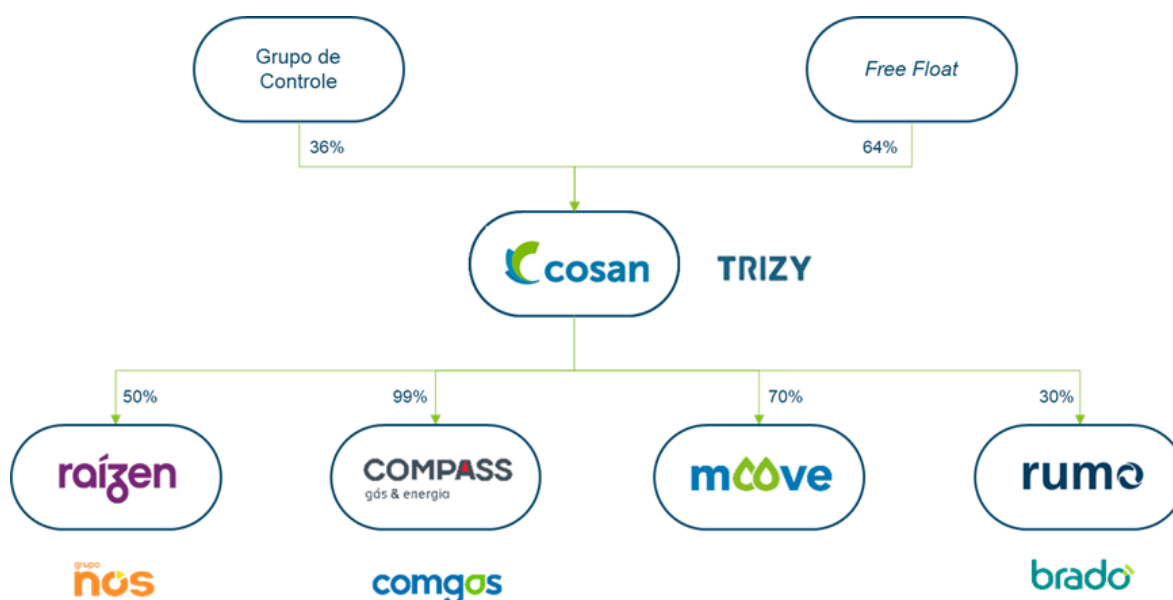 Grupo de
Controle
Free Float
36%
64%
cosan
TRIZY
50%
99%
70%
30%
raízen
COMPASS
gás & energia
moove
rumo
grupo
nós
comgas
brado